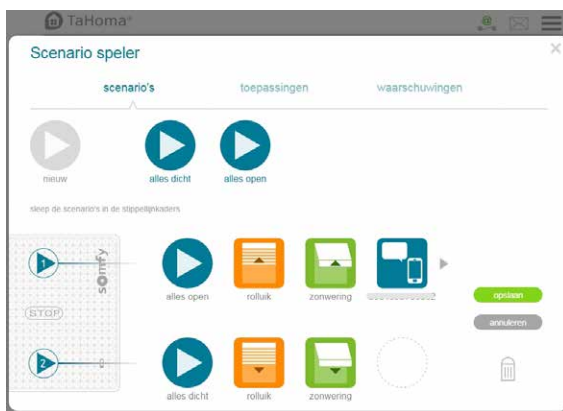 TaHoma®
Scenario speler
scenario's toepassingen waarschuwingen
nieuw alles dicht alles open
sleep de scenario's in de stippellijnkaders
1
somfy
alles open rolluik zonwering
opslaan
STOP
annuleren
2
alles dicht rolluik zonwering